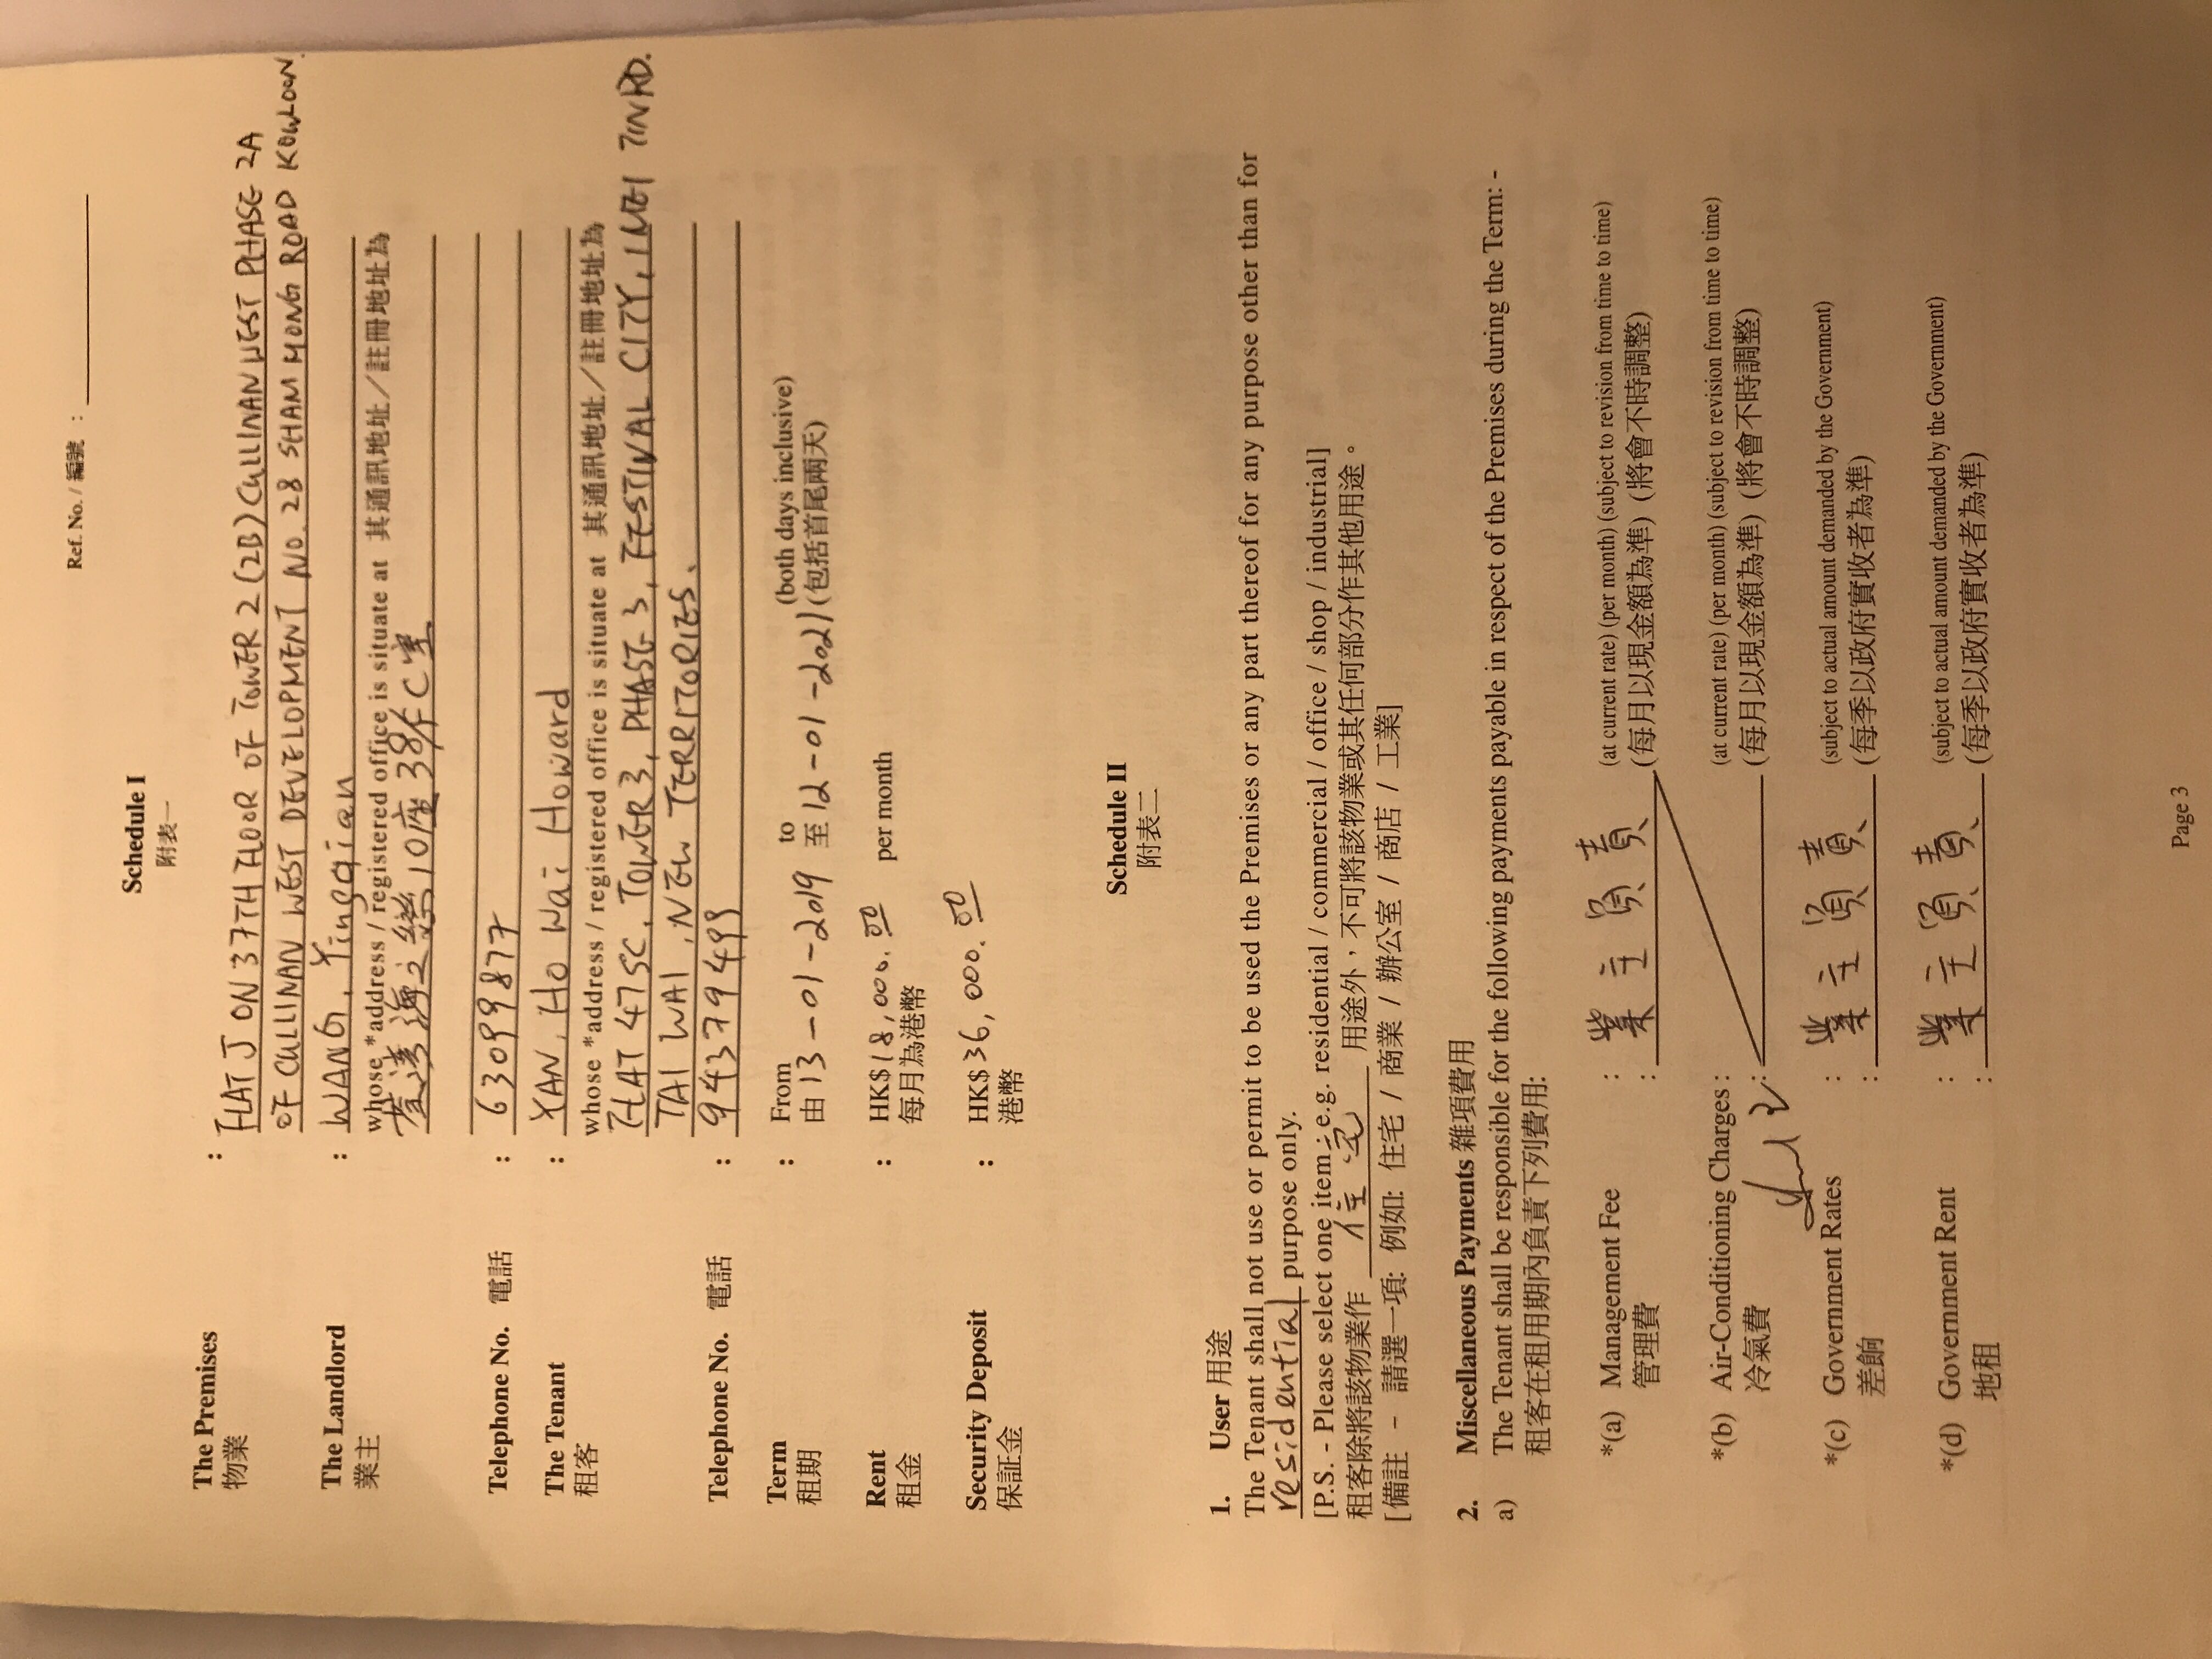 Ref. No. / 編號 :
Schedule I
附表一
The Premises : FLAT J ON 37TH FLOOR OF TOWER 2 (2B) CULLINAN WEST PHASE 2A
物業 OF CULLINAN WEST DEVELOPMENT NO. 28 SHAM MONG ROAD KOWLOON.
The Landlord : WANG, Yingqian
業主 whose *address / registered office is situate at 其通訊地址／註冊地址為
荃灣海之戀10座38/F C室
Telephone No. 電話 : 63099877
The Tenant : YAN, Ho Wai Howard
租客 whose *address / registered office is situate at 其通訊地址／註冊地址為
FLAT 47SC, TOWER 3, PHASE 3, FESTIVAL CITY, 1 MEI TIN RD.
TAI WAI, NEW TERRITORIES.
Telephone No. 電話 : 94379499
Term : From to (both days inclusive)
租期 由 13-01-2019 至 12-01-2021 (包括首尾兩天)
Rent : HK$18,000.00 per month
租金 每月為港幣
Security Deposit : HK$36,000.00
保証金 港幣
Schedule II
附表二
1. User 用途
The Tenant shall not use or permit to be used the Premises or any part thereof for any purpose other than for
residential purpose only.
[P.S. - Please select one item: e.g. residential / commercial / office / shop / industrial]
租客除將該物業作 住宅 用途外，不可將該物業或其任何部分作其他用途。
[備註 - 請選一項: 例如: 住宅 / 商業 / 辦公室 / 商店 / 工業]
2. Miscellaneous Payments 雜項費用
a) The Tenant shall be responsible for the following payments payable in respect of the Premises during the Term: -
租客在租用期內負責下列費用:
*(a) Management Fee : (at current rate) (per month) (subject to revision from time to time)
管理費 : 業主負責 (每月以現金額為準) (將會不時調整)
*(b) Air-Conditioning Charges : (at current rate) (per month) (subject to revision from time to time)
冷氣費 : (每月以現金額為準) (將會不時調整)
*(c) Government Rates : (subject to actual amount demanded by the Government)
差餉 : 業主負責 (每季以政府實收者為準)
*(d) Government Rent : (subject to actual amount demanded by the Government)
地租 : 業主負責 (每季以政府實收者為準)
Page 3